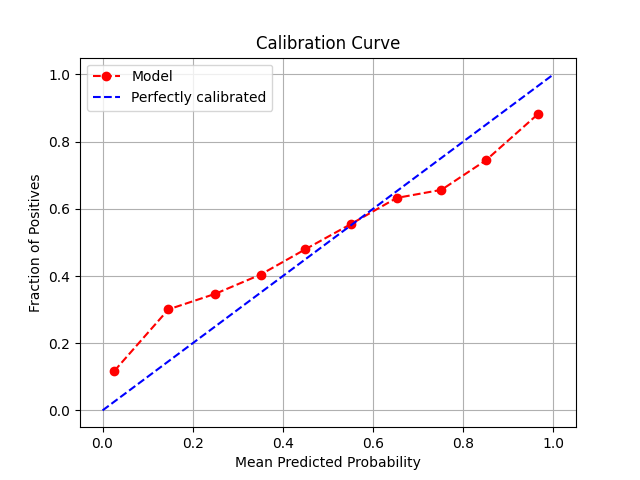 Calibration Curve
Model
Perfectly calibrated
1.0
0.8
0.6
0.4
0.2
0.0
Fraction of Positives
0.0 0.2 0.4 0.6 0.8 1.0
Mean Predicted Probability